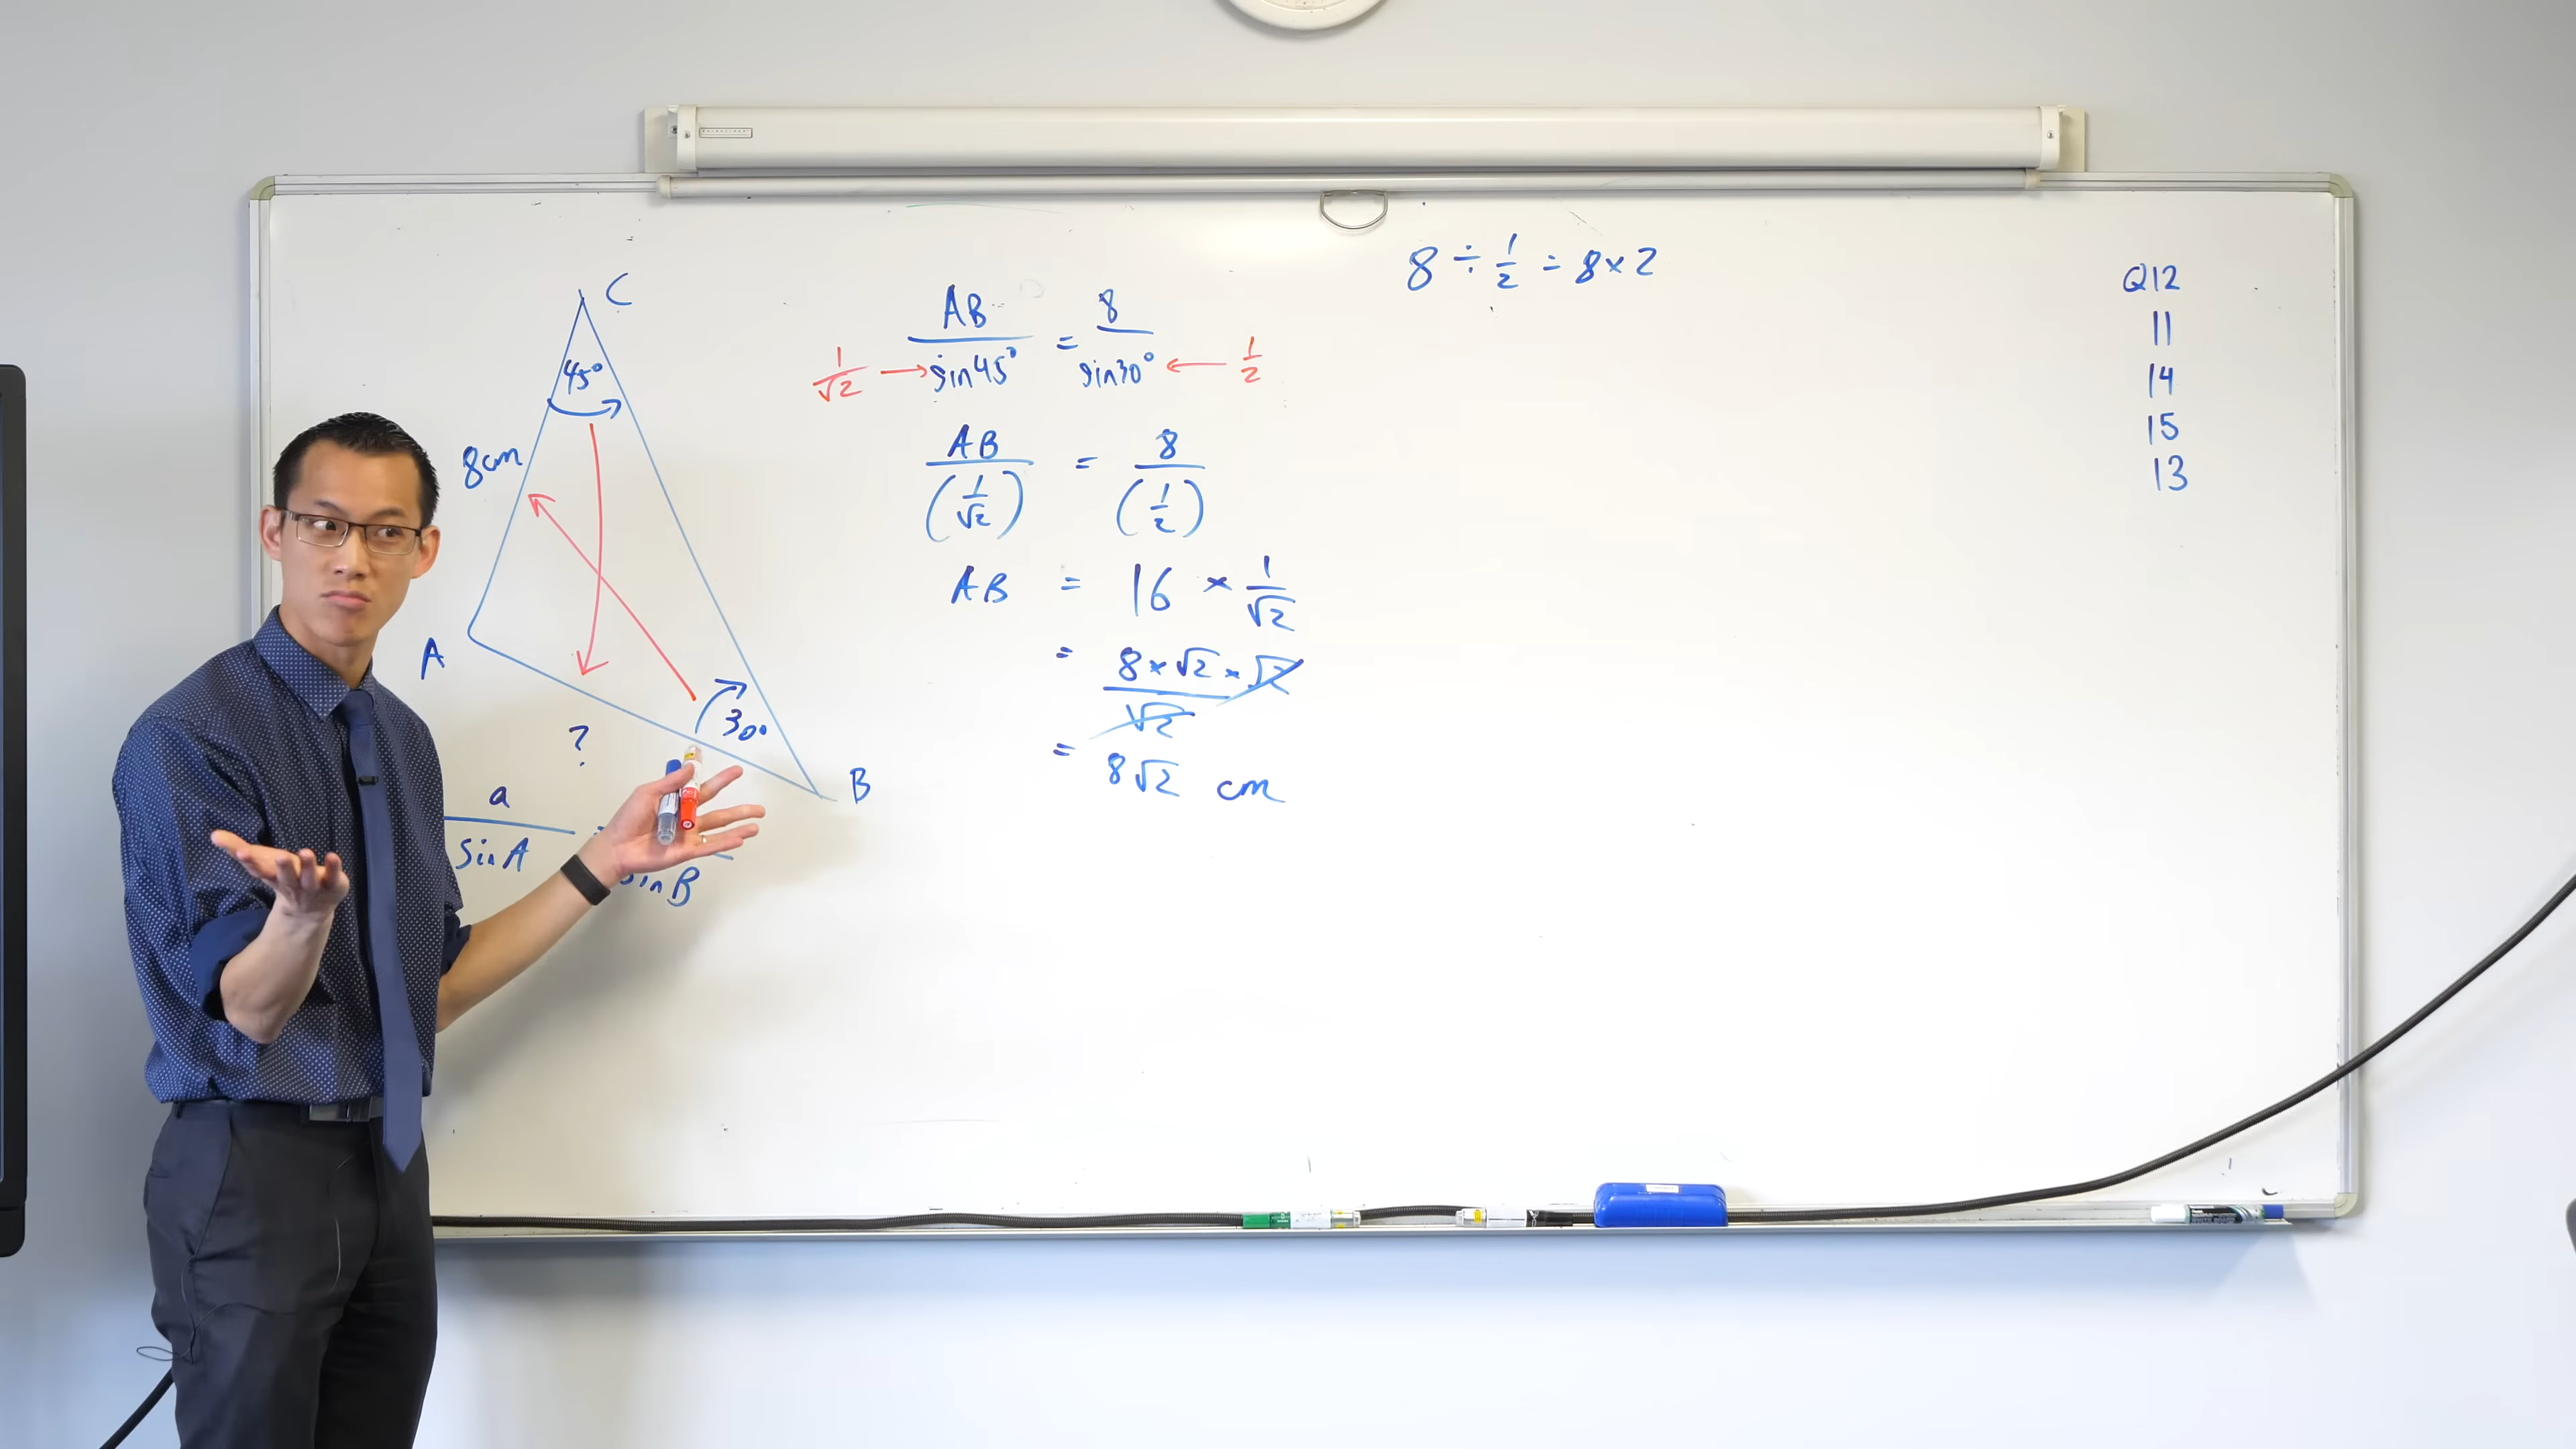 C
45°
8cm
A
?
30°
B
a
sin A
sin B
AB / sin45° = 8 / sin30°
1/√2 → ← 1/2
AB / (1/√2) = 8 / (1/2)
AB = 16 × 1/√2
= 8 × √2 × √2 / √2
= 8√2 cm
8 ÷ 1/2 = 8 × 2
Q12
11
14
15
13